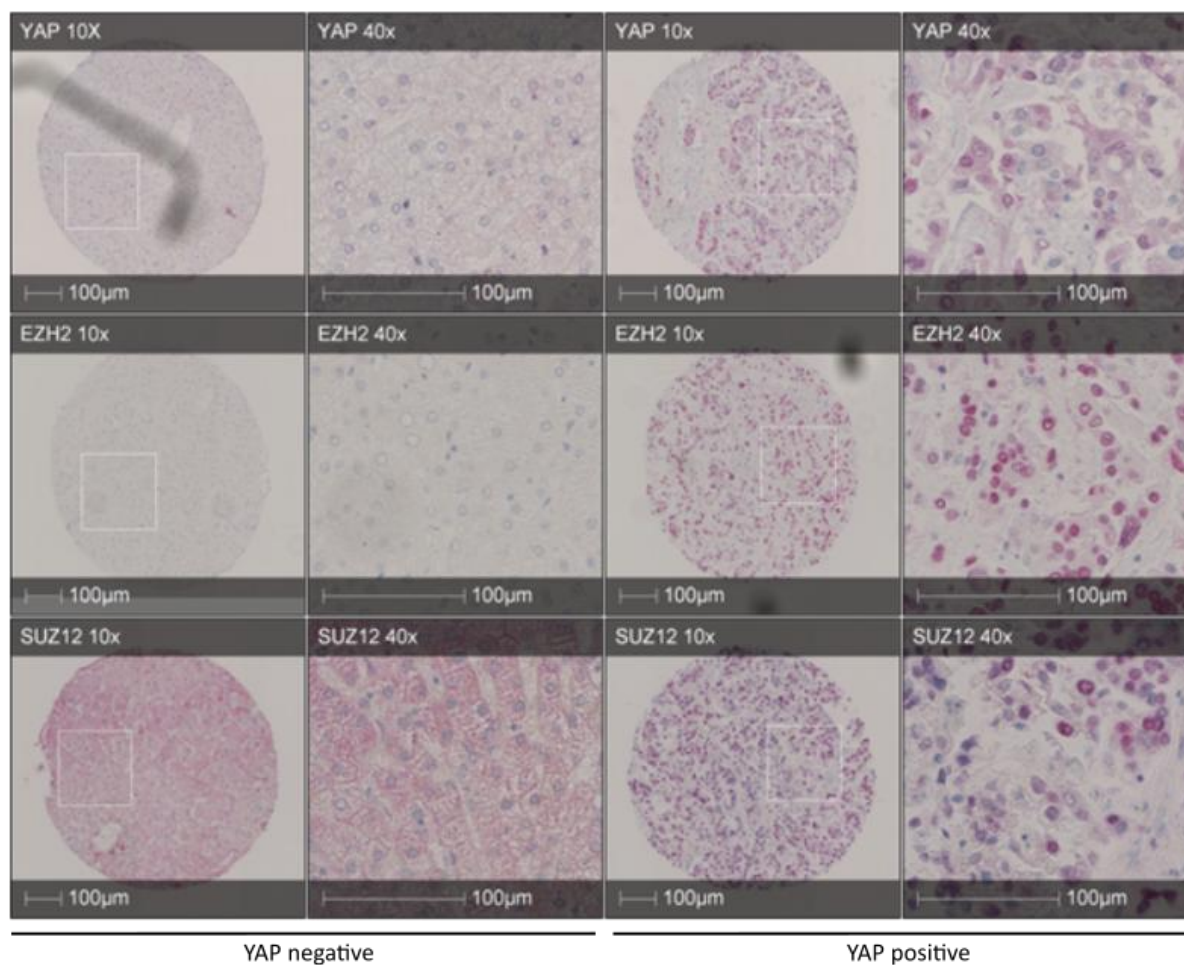 YAP 10X
YAP 40x
YAP 10x
YAP 40x
100μm
100μm
100μm
100μm
EZH2 10x
EZH2 40x
EZH2 10x
EZH2 40x
100μm
100μm
100μm
100μm
SUZ12 10x
SUZ12 40x
SUZ12 10x
SUZ12 40x
100μm
100μm
100μm
100μm
YAP negative
YAP positive